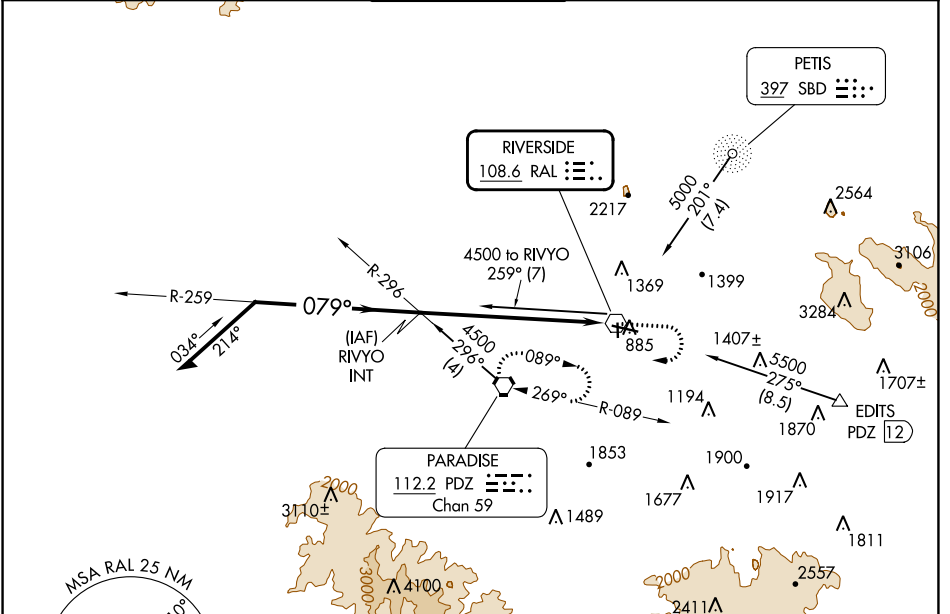 PETIS
397 SBD
RIVERSIDE
108.6 RAL
2217
5000
201°
(7.4)
2564
3106
2000
R-296
4500 to RIVYO
259° (7)
1369
1399
3284
R-259
079°
034°
214°
(IAF)
RIVYO
INT
4500
296°
(4)
885
1407±
5500
275°
(8.5)
1707±
089°
269°
R-089
1194
EDITS
PDZ 12
1870
PARADISE
112.2 PDZ
Chan 59
1853
1900
1677
1917
2000
3110±
1489
1811
MSA RAL 25 NM
3000
4100
2000
2557
2411